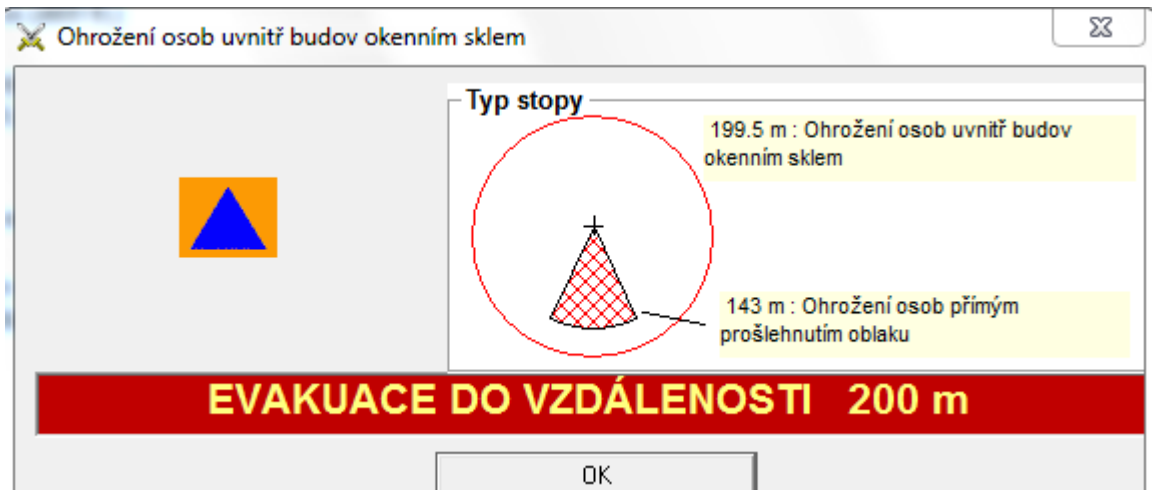 Ohrožení osob uvnitř budov okenním sklem
Typ stopy
199.5 m : Ohrožení osob uvnitř budov
okenním sklem
143 m : Ohrožení osob přímým
prošlehnutím oblaku
EVAKUACE DO VZDÁLENOSTI 200 m
OK